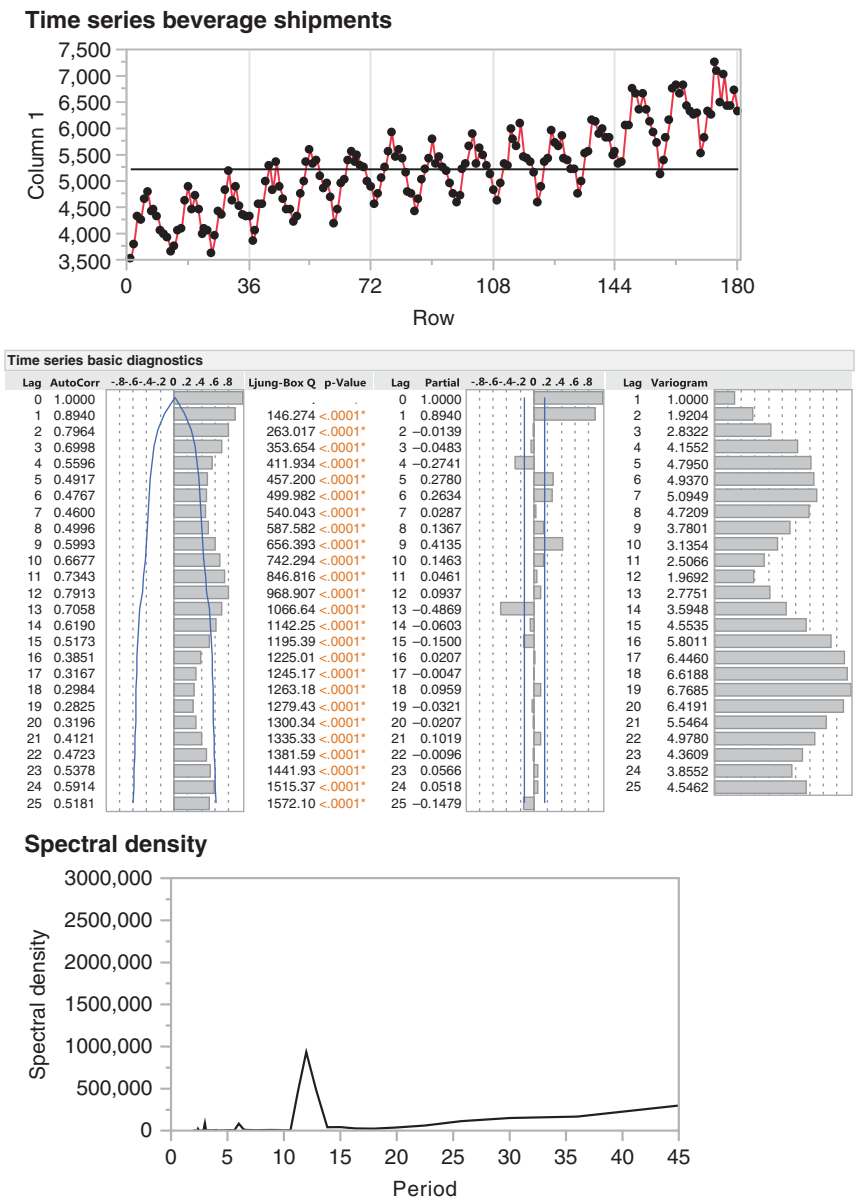 Time series beverage shipments
7,500
7,000
6,500
6,000
5,500
5,000
4,500
4,000
3,500
Column 1
0 36 72 108 144 180
Row
Time series basic diagnostics
Lag AutoCorr -.8-.6-.4-.2 0 .2 .4 .6 .8 Ljung-Box Q p-Value Lag Partial -.8-.6-.4-.2 0 .2 .4 .6 .8 Lag Variogram
0 1.0000 . . 0 1.0000 1 1.0000
1 0.8940 146.274 <.0001* 1 0.8940 2 1.9204
2 0.7964 263.017 <.0001* 2 −0.0139 3 2.8322
3 0.6998 353.654 <.0001* 3 −0.0483 4 4.1552
4 0.5596 411.934 <.0001* 4 −0.2741 5 4.7950
5 0.4917 457.200 <.0001* 5 0.2780 6 4.9370
6 0.4767 499.982 <.0001* 6 0.2634 7 5.0949
7 0.4600 540.043 <.0001* 7 0.0287 8 4.7209
8 0.4996 587.582 <.0001* 8 0.1367 9 3.7801
9 0.5993 656.393 <.0001* 9 0.4135 10 3.1354
10 0.6677 742.294 <.0001* 10 0.1463 11 2.5066
11 0.7343 846.816 <.0001* 11 0.0461 12 1.9692
12 0.7913 968.907 <.0001* 12 0.0937 13 2.7751
13 0.7058 1066.64 <.0001* 13 −0.4869 14 3.5948
14 0.6190 1142.25 <.0001* 14 −0.0603 15 4.5535
15 0.5173 1195.39 <.0001* 15 −0.1500 16 5.8011
16 0.3851 1225.01 <.0001* 16 0.0207 17 6.4460
17 0.3167 1245.17 <.0001* 17 −0.0047 18 6.6188
18 0.2984 1263.18 <.0001* 18 0.0959 19 6.7685
19 0.2825 1279.43 <.0001* 19 −0.0321 20 6.4191
20 0.3196 1300.34 <.0001* 20 −0.0207 21 5.5464
21 0.4121 1335.33 <.0001* 21 0.1019 22 4.9780
22 0.4723 1381.59 <.0001* 22 −0.0096 23 4.3609
23 0.5378 1441.93 <.0001* 23 0.0566 24 3.8552
24 0.5914 1515.37 <.0001* 24 0.0518 25 4.5462
25 0.5181 1572.10 <.0001* 25 −0.1479
Spectral density
3000,000
2500,000
2000,000
1500,000
1000,000
500,000
0
Spectral density
0 5 10 15 20 25 30 35 40 45
Period